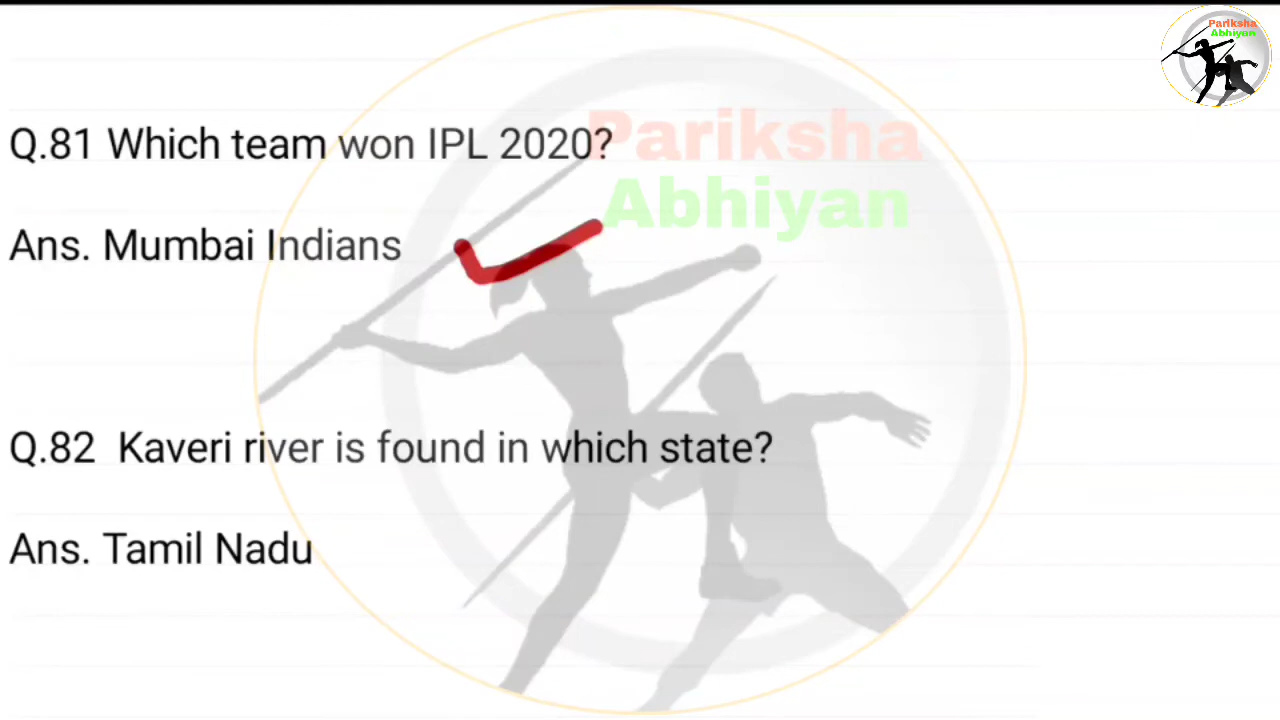 Pariksha
Abhiyan
Q.81 Which team won IPL 2020?
Pariksha
Abhiyan
Ans. Mumbai Indians
Q.82 Kaveri river is found in which state?
Ans. Tamil Nadu